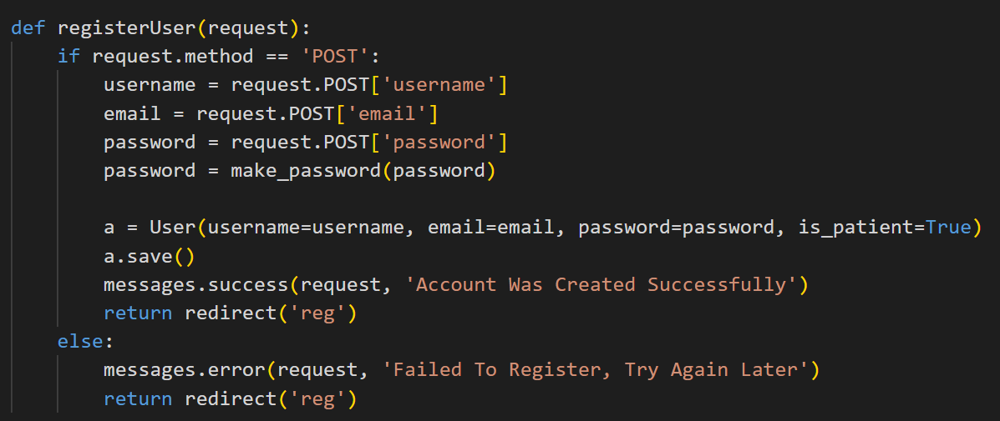 def registerUser(request):
    if request.method == 'POST':
        username = request.POST['username']
        email = request.POST['email']
        password = request.POST['password']
        password = make_password(password)

        a = User(username=username, email=email, password=password, is_patient=True)
        a.save()
        messages.success(request, 'Account Was Created Successfully')
        return redirect('reg')
    else:
        messages.error(request, 'Failed To Register, Try Again Later')
        return redirect('reg')